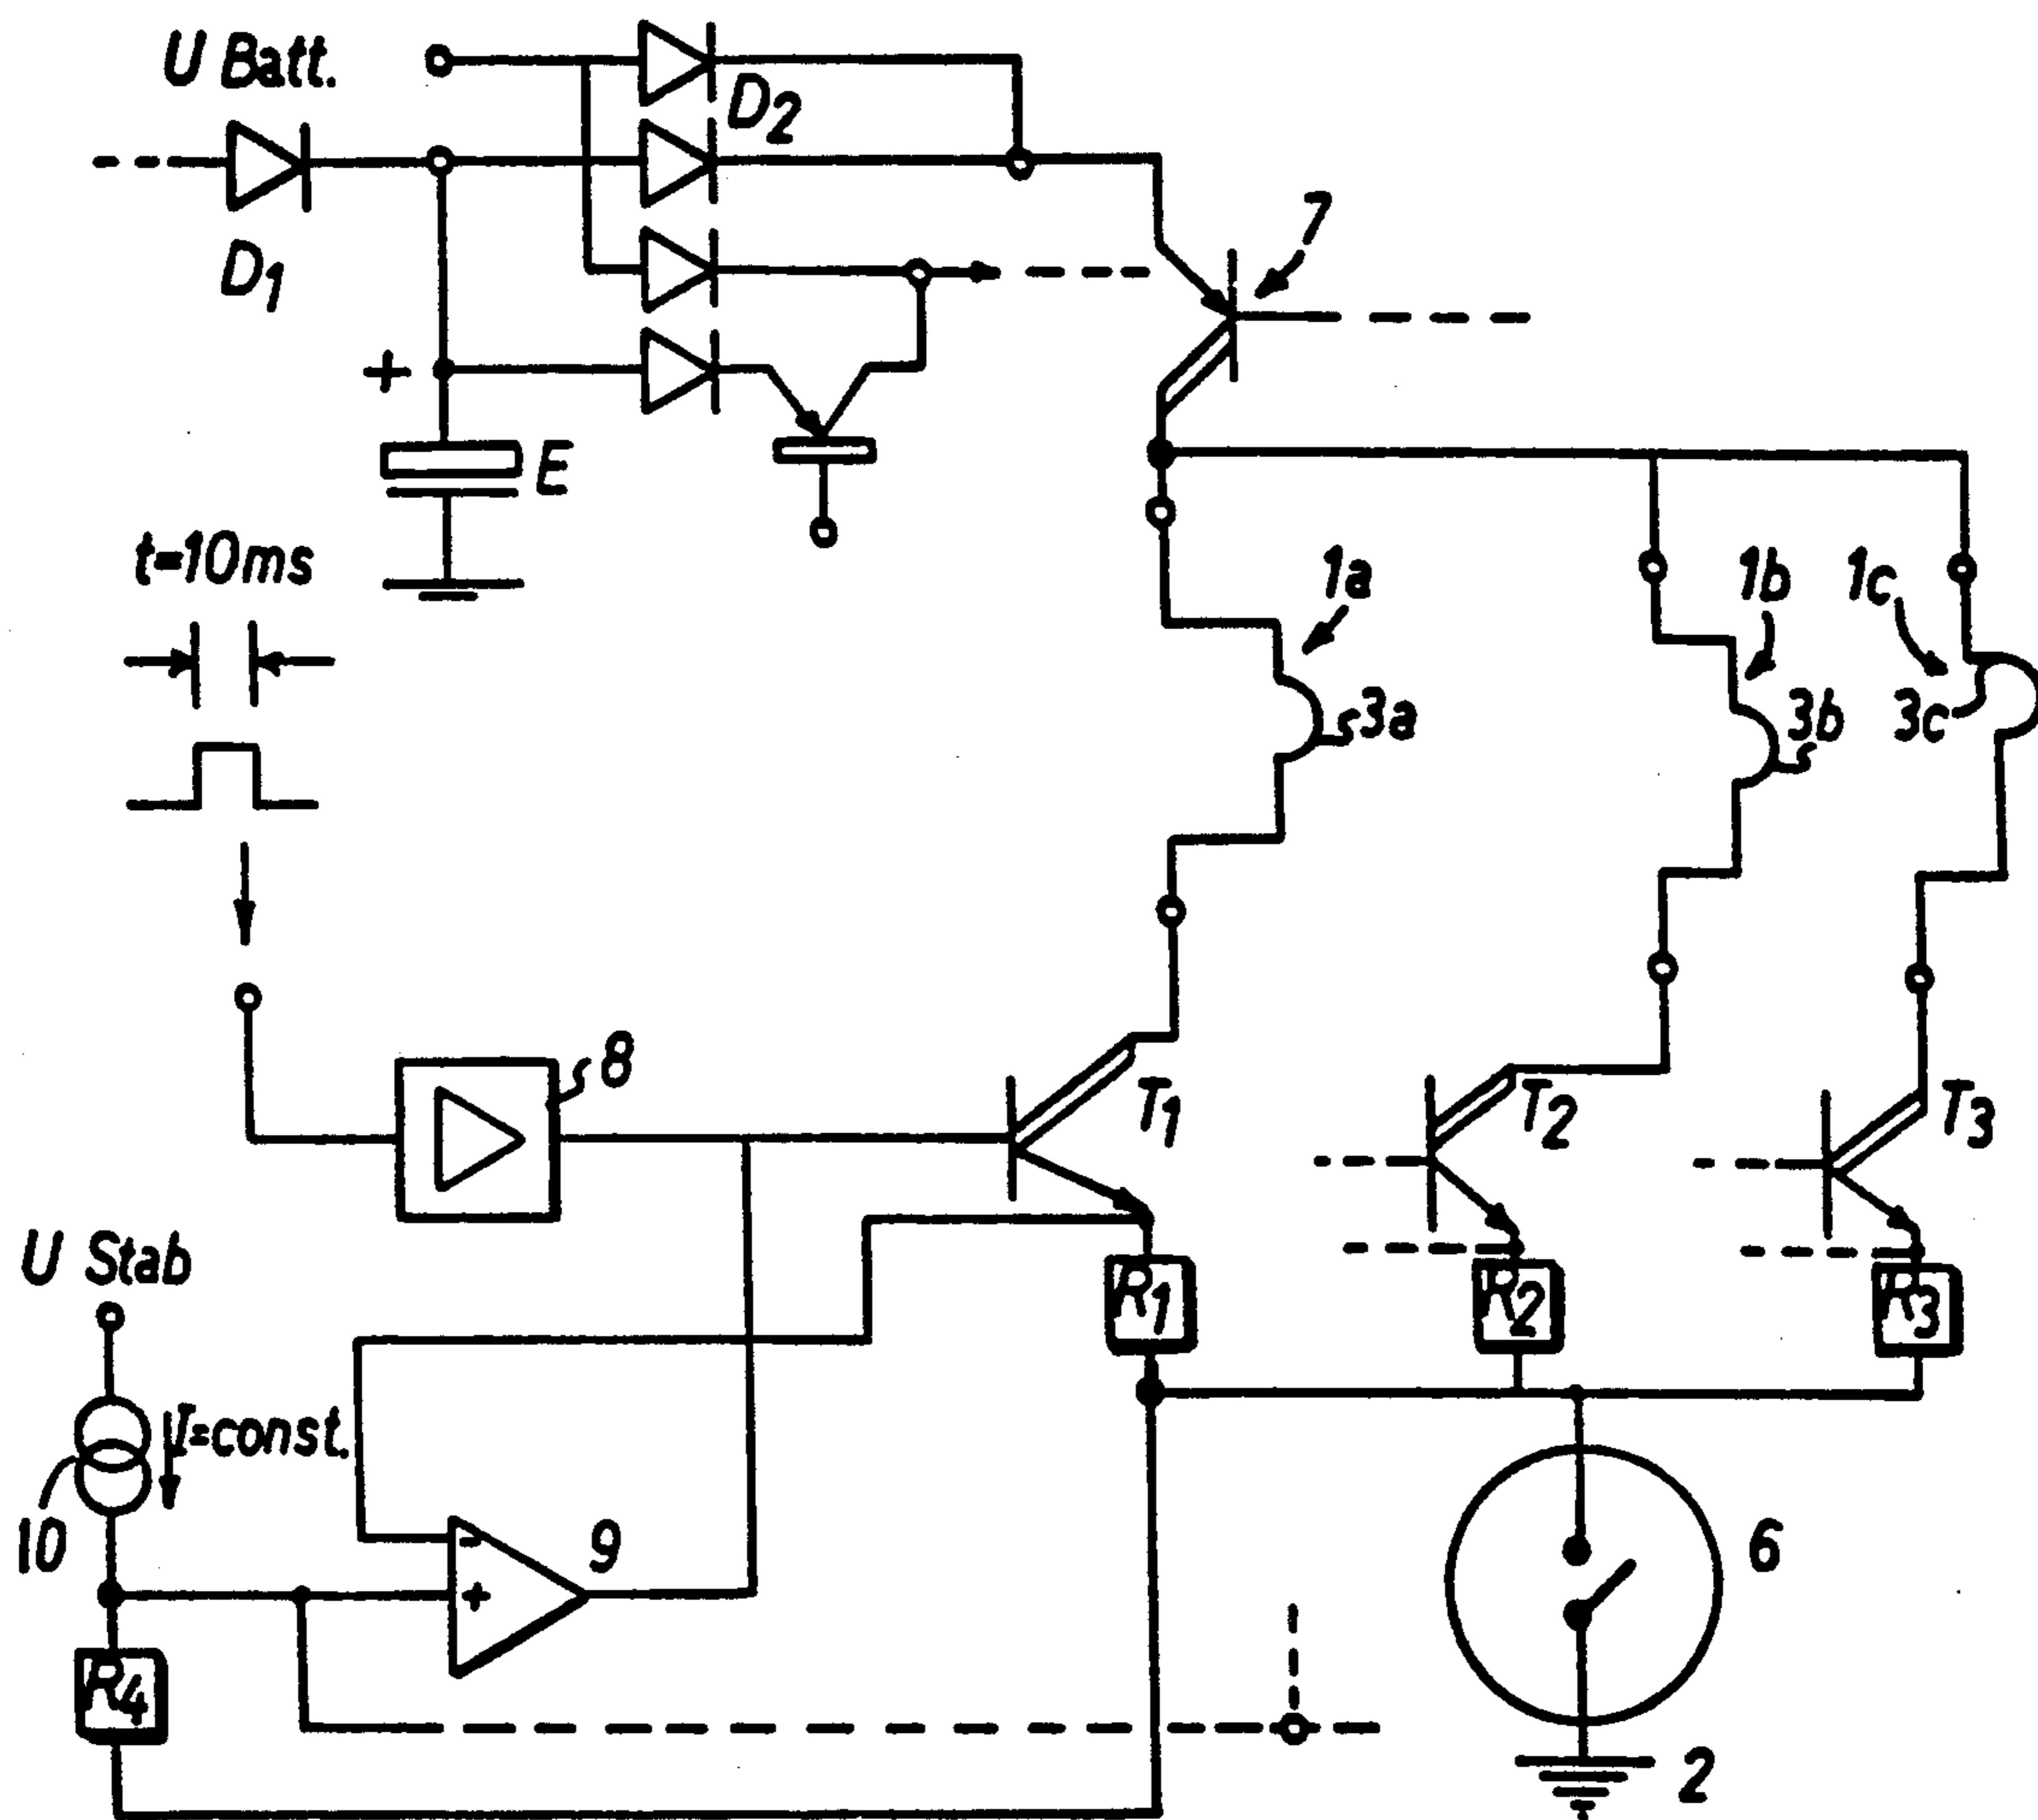 U Batt.
D2
D1
7
+
E
t=10ms
1a
1b
1c
3a
3b
3c
8
T1
T2
T3
U Stab
R1
R2
R3
I=const.
10
9
-
+
6
R4
2